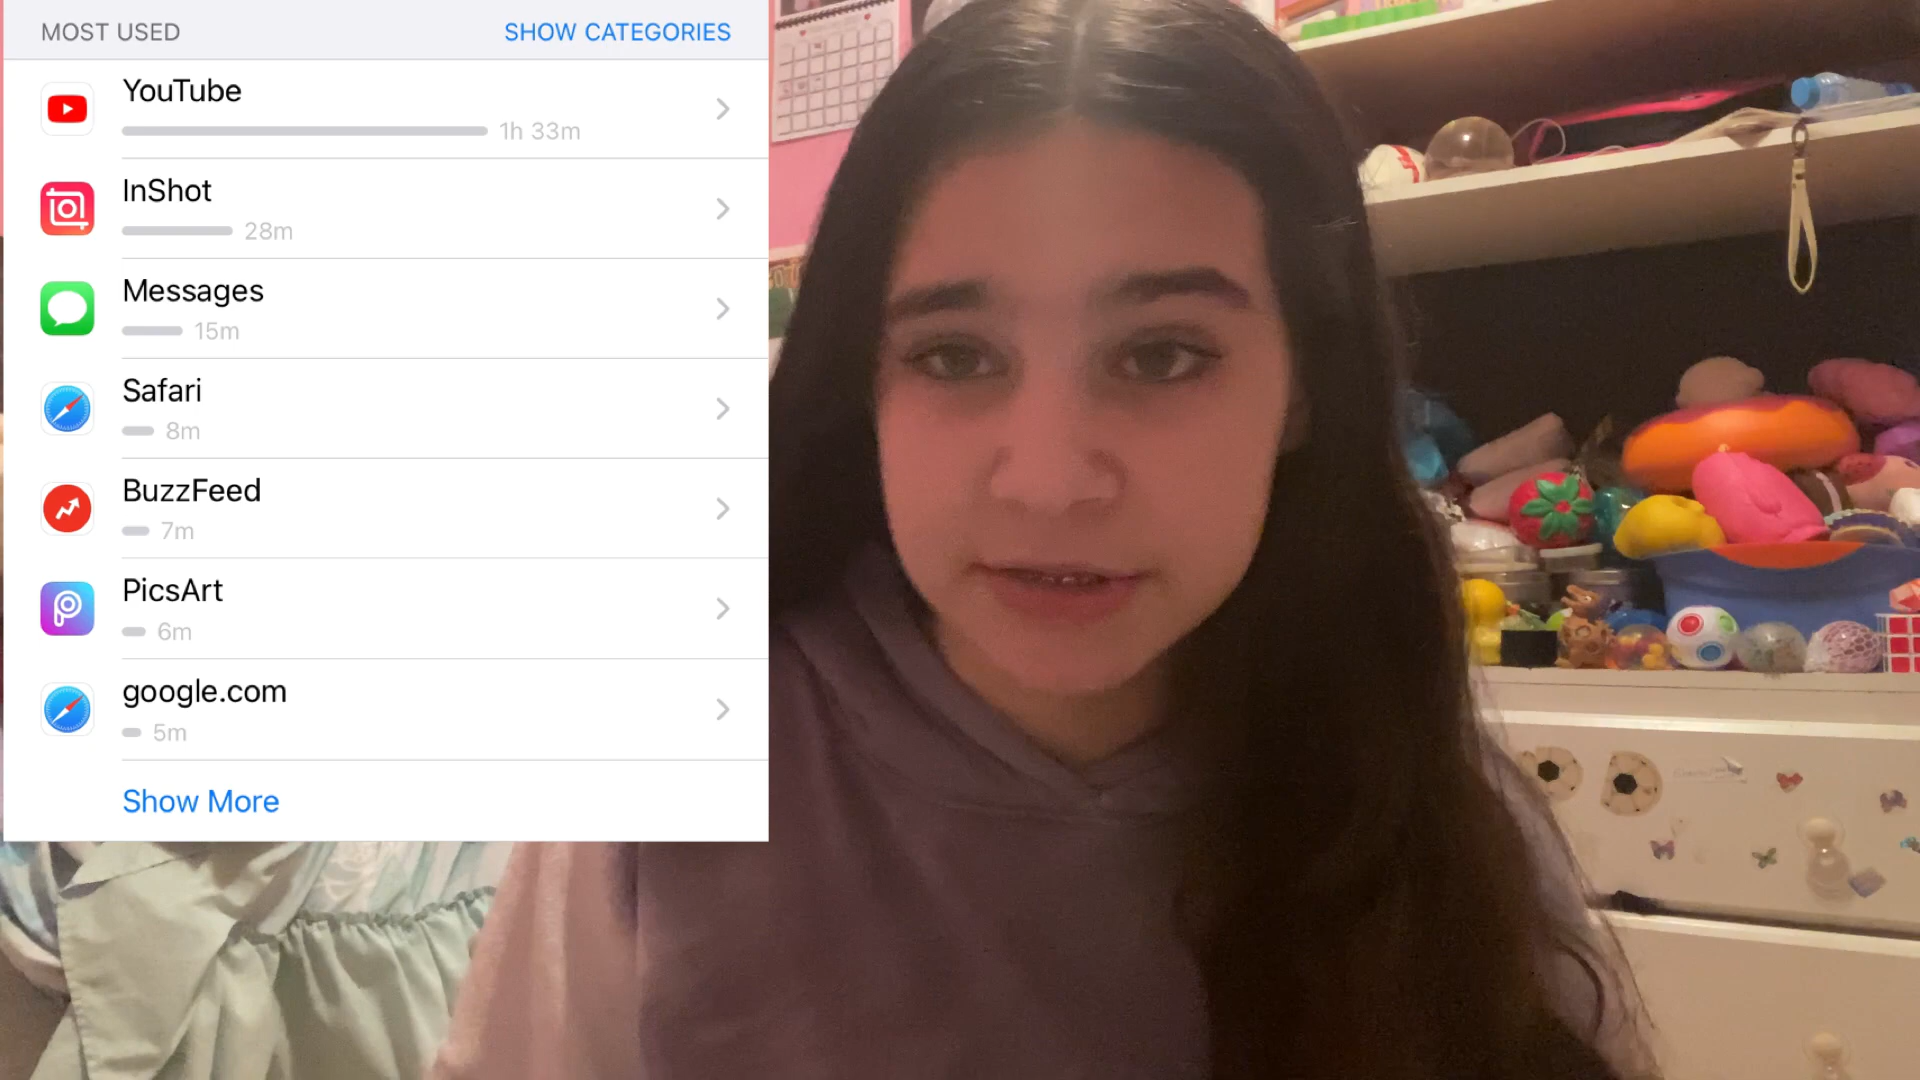 MOST USED SHOW CATEGORIES
YouTube
1h 33m
InShot
28m
Messages
15m
Safari
8m
BuzzFeed
7m
PicsArt
6m
google.com
5m
Show More